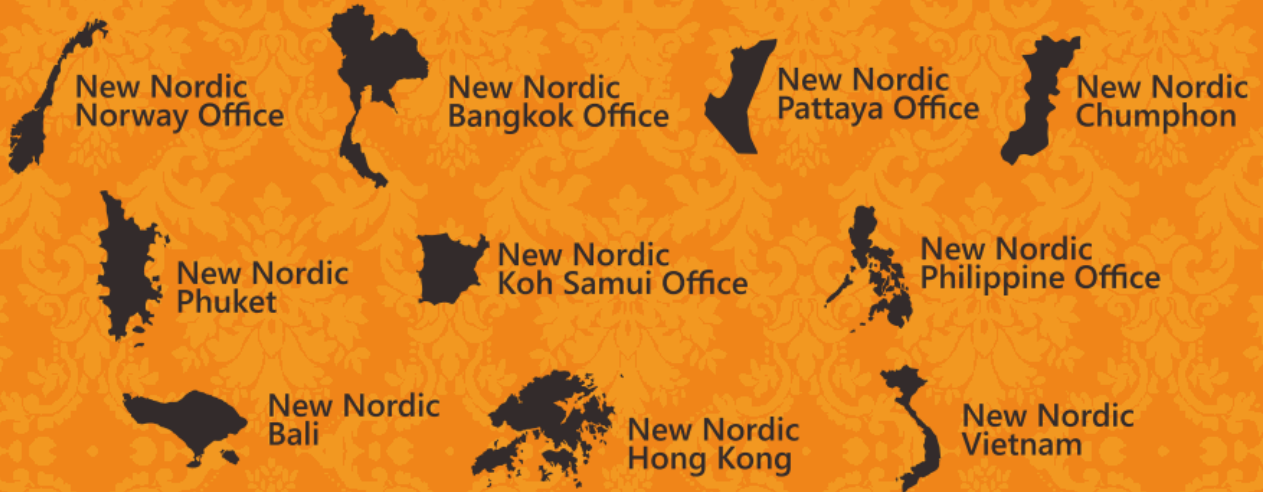 New Nordic
Norway Office
New Nordic
Bangkok Office
New Nordic
Pattaya Office
New Nordic
Chumphon
New Nordic
Phuket
New Nordic
Koh Samui Office
New Nordic
Philippine Office
New Nordic
Bali
New Nordic
Hong Kong
New Nordic
Vietnam